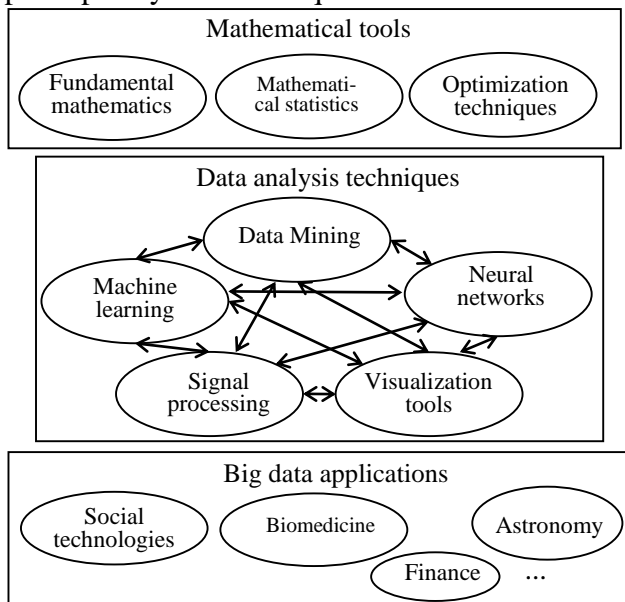 Mathematical tools
Fundamental
mathematics
Mathemati-
cal statistics
Optimization
techniques
Data analysis techniques
Data Mining
Machine
learning
Neural
networks
Signal
processing
Visualization
tools
Big data applications
Social
technologies
Biomedicine
Astronomy
Finance
...